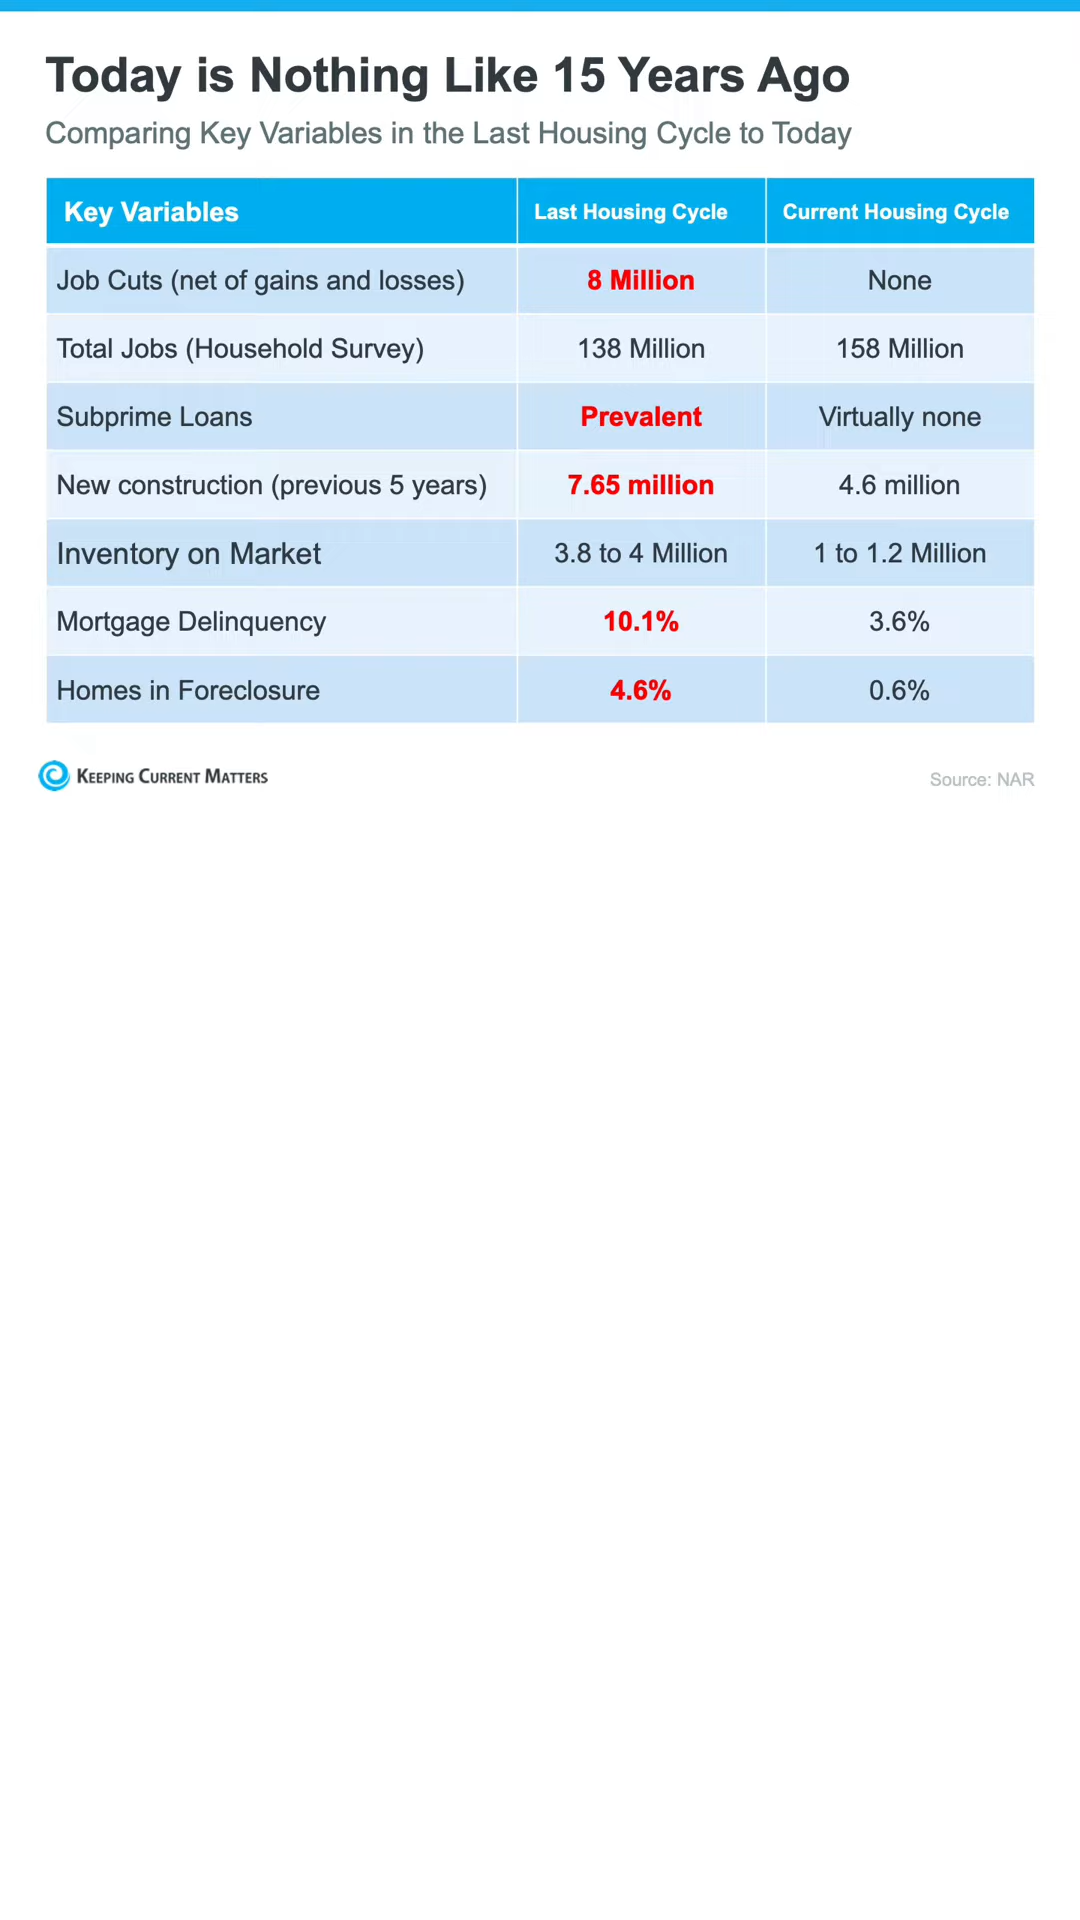 Today is Nothing Like 15 Years Ago
Comparing Key Variables in the Last Housing Cycle to Today
Key Variables Last Housing Cycle Current Housing Cycle
Job Cuts (net of gains and losses) 8 Million None
Total Jobs (Household Survey) 138 Million 158 Million
Subprime Loans Prevalent Virtually none
New construction (previous 5 years) 7.65 million 4.6 million
Inventory on Market 3.8 to 4 Million 1 to 1.2 Million
Mortgage Delinquency 10.1% 3.6%
Homes in Foreclosure 4.6% 0.6%
KEEPING CURRENT MATTERS Source: NAR